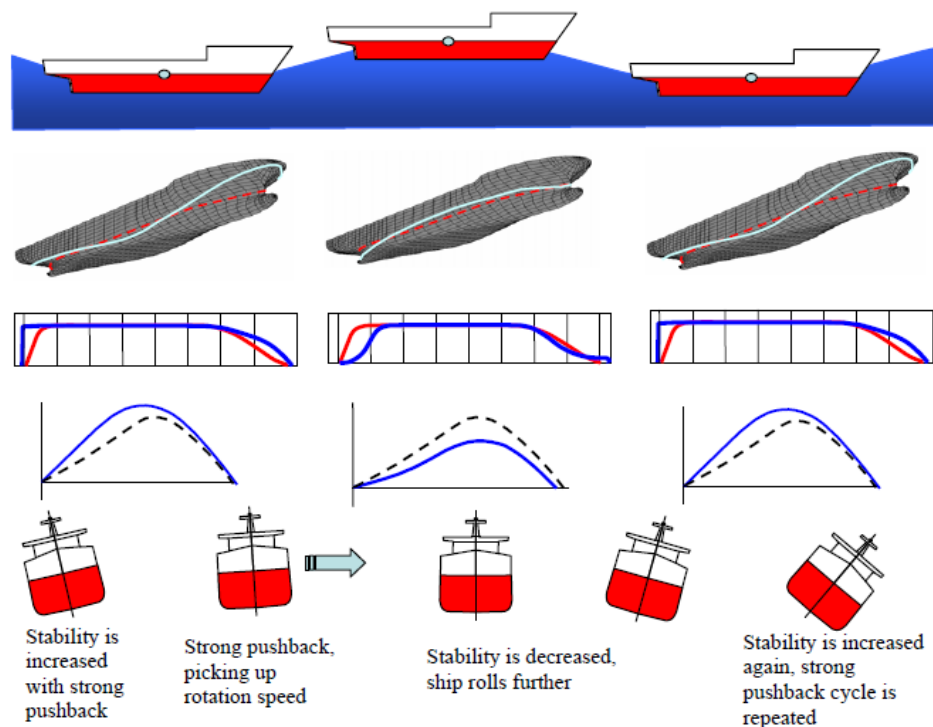 Stability is
increased
with strong
pushback
Strong pushback,
picking up
rotation speed
Stability is decreased,
ship rolls further
Stability is increased
again, strong
pushback cycle is
repeated